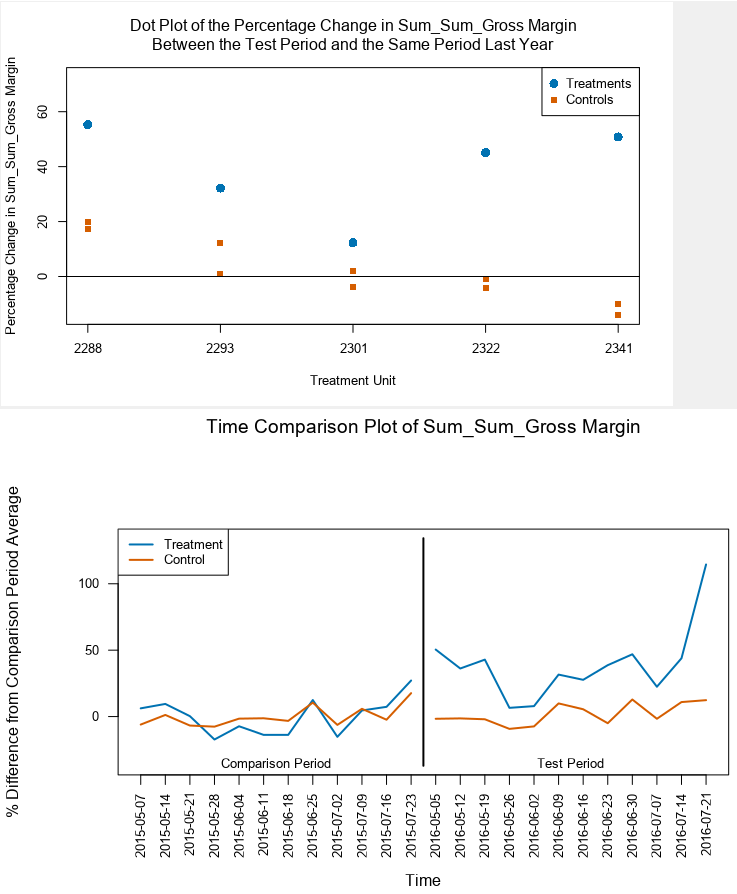 Dot Plot of the Percentage Change in Sum_Sum_Gross Margin
Between the Test Period and the Same Period Last Year
Percentage Change in Sum_Sum_Gross Margin
Treatments
Controls
60
40
20
0
2288 2293 2301 2322 2341
Treatment Unit
Time Comparison Plot of Sum_Sum_Gross Margin
% Difference from Comparison Period Average
Treatment
Control
100
50
0
Comparison Period Test Period
2015-05-07
2015-05-14
2015-05-21
2015-05-28
2015-06-04
2015-06-11
2015-06-18
2015-06-25
2015-07-02
2015-07-09
2015-07-16
2015-07-23
2016-05-05
2016-05-12
2016-05-19
2016-05-26
2016-06-02
2016-06-09
2016-06-16
2016-06-23
2016-06-30
2016-07-07
2016-07-14
2016-07-21
Time